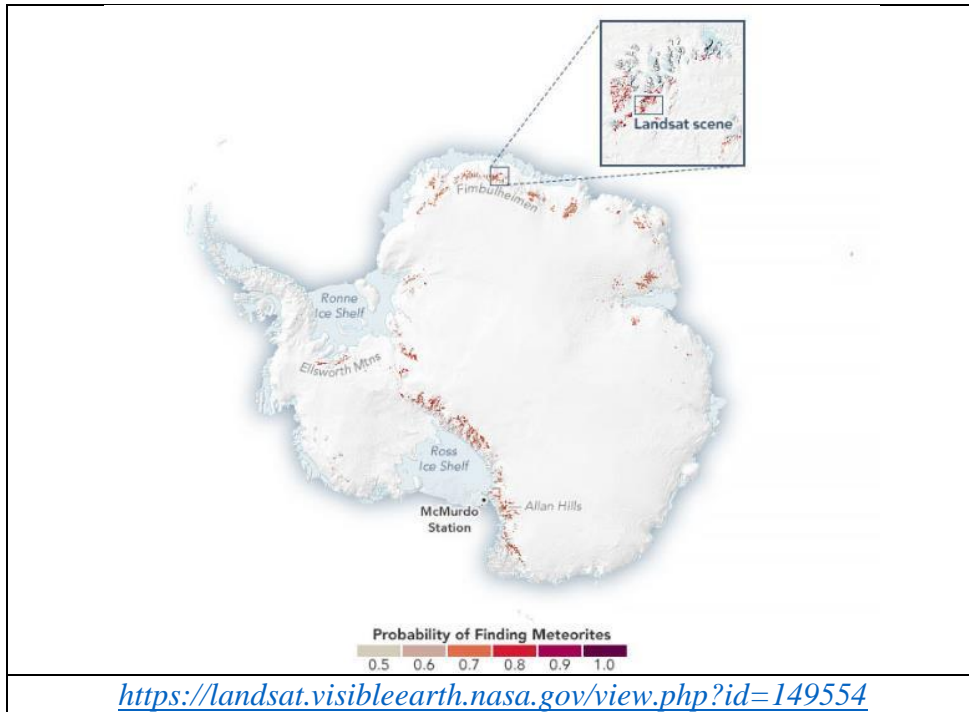 Landsat scene
Fimbulheimen
Ronne
Ice Shelf
Ellsworth Mtns
Ross
Ice Shelf
McMurdo
Station
Allan Hills
Probability of Finding Meteorites
0.5 0.6 0.7 0.8 0.9 1.0
https://landsat.visibleearth.nasa.gov/view.php?id=149554